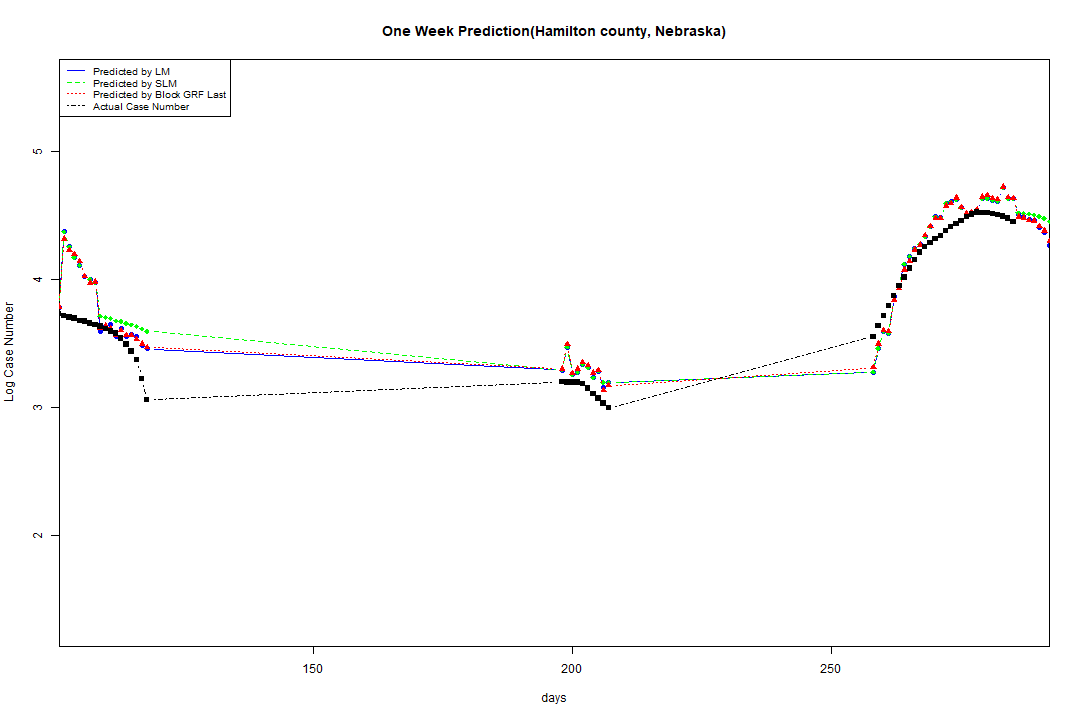 One Week Prediction(Hamilton county, Nebraska)
Predicted by LM
Predicted by SLM
Predicted by Block GRF Last
Actual Case Number
5
4
3
2
Log Case Number
150 200 250
days